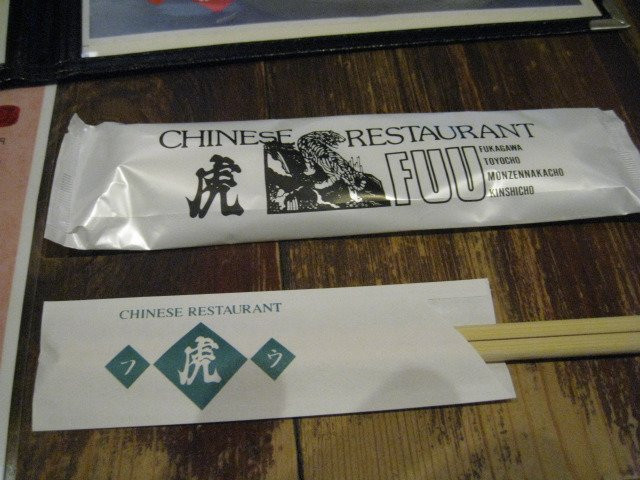 CHINESE RESTAURANT
虎
FUU
FUKAGAWA
TOYOCHO
MONZENNAKACHO
KINSHICHO
CHINESE RESTAURANT
フ 虎 ウ